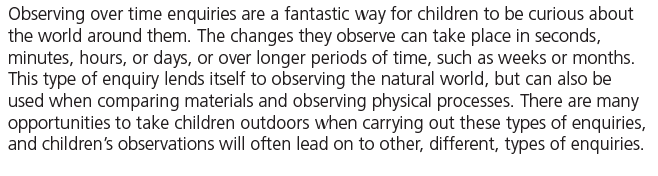 Observing over time enquiries are a fantastic way for children to be curious about
the world around them. The changes they observe can take place in seconds,
minutes, hours, or days, or over longer periods of time, such as weeks or months.
This type of enquiry lends itself to observing the natural world, but can also be
used when comparing materials and observing physical processes. There are many
opportunities to take children outdoors when carrying out these types of enquiries,
and children’s observations will often lead on to other, different, types of enquiries.